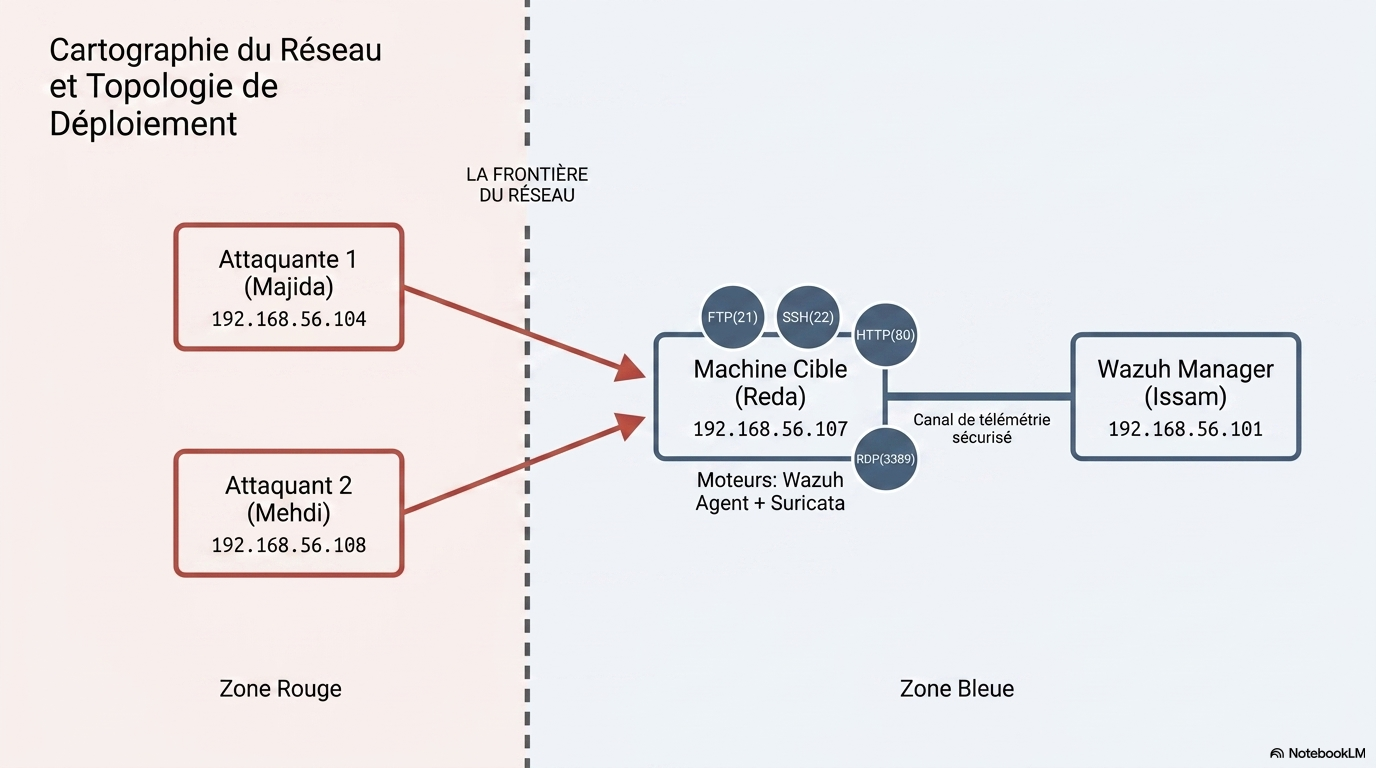 Cartographie du Réseau
et Topologie de
Déploiement
LA FRONTIÈRE
DU RÉSEAU
Attaquante 1
(Majida)
192.168.56.104
Attaquant 2
(Mehdi)
192.168.56.108
Zone Rouge
FTP(21)
SSH(22)
HTTP(80)
Machine Cible
(Reda)
192.168.56.107
RDP(3389)
Moteurs: Wazuh
Agent + Suricata
Canal de télémétrie
sécurisé
Wazuh Manager
(Issam)
192.168.56.101
Zone Bleue
NotebookLM